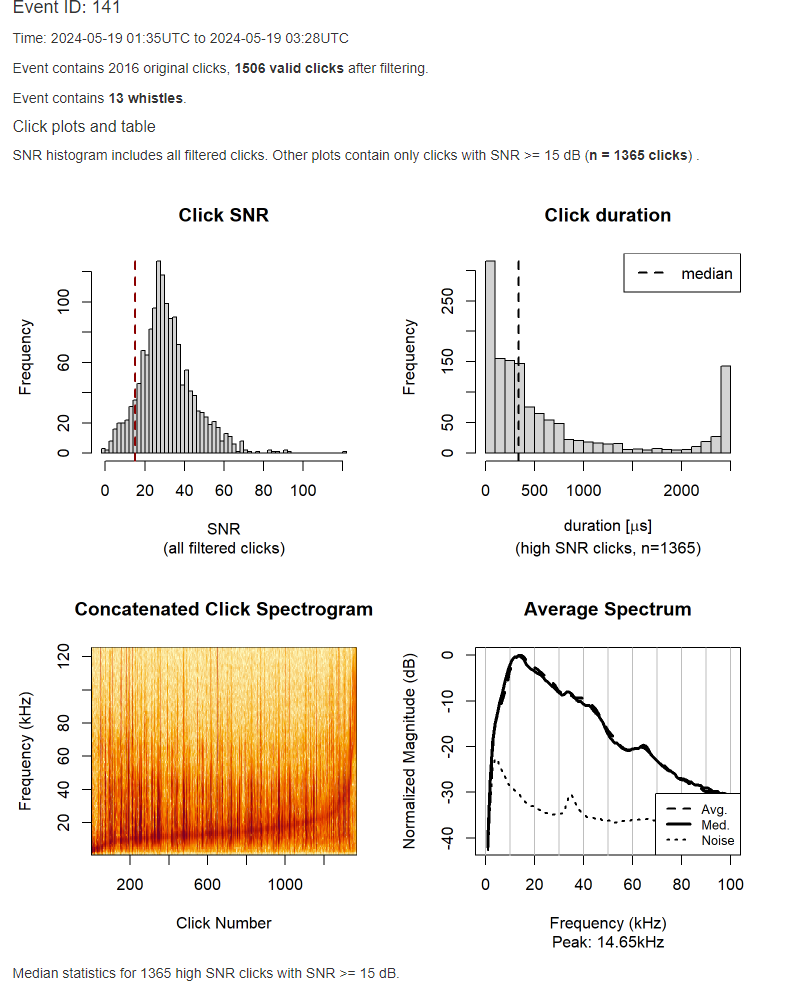 Event ID: 141
Time: 2024-05-19 01:35UTC to 2024-05-19 03:28UTC
Event contains 2016 original clicks, 1506 valid clicks after filtering.
Event contains 13 whistles.
Click plots and table
SNR histogram includes all filtered clicks. Other plots contain only clicks with SNR >= 15 dB (n = 1365 clicks) .
Click SNR
Frequency
0 20 60 100
0 20 40 60 80 100
SNR
(all filtered clicks)
Click duration
median
Frequency
0 50 150 250
0 500 1000 2000
duration [μs]
(high SNR clicks, n=1365)
Concatenated Click Spectrogram
Frequency (kHz)
20 40 60 80 120
200 600 1000
Click Number
Average Spectrum
Normalized Magnitude (dB)
-40 -30 -20 -10 0
Avg.
Med.
Noise
0 20 40 60 80 100
Frequency (kHz)
Peak: 14.65kHz
Median statistics for 1365 high SNR clicks with SNR >= 15 dB.